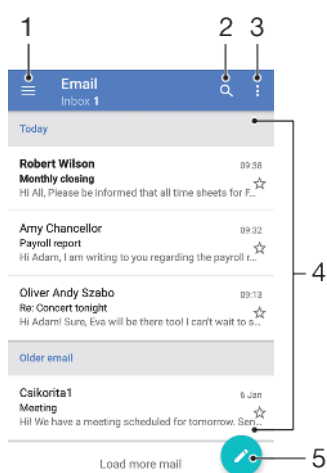 1 2 3
Email
Inbox 1
Today
Robert Wilson 09:38
Monthly closing
Hi All, Please be informed that all time sheets for F...
Amy Chancellor 09:32
Payroll report
Hi Adam, I am writing to you regarding the payroll r...
4
Oliver Andy Szabo 09:13
Re: Concert tonight
Hi Adam! Sure, Eva will be there too! I can't wait to s...
Older email
Csikorita1 6 Jan
Meeting
Hi! We have a meeting scheduled for tomorrow. Sen...
Load more mail 5